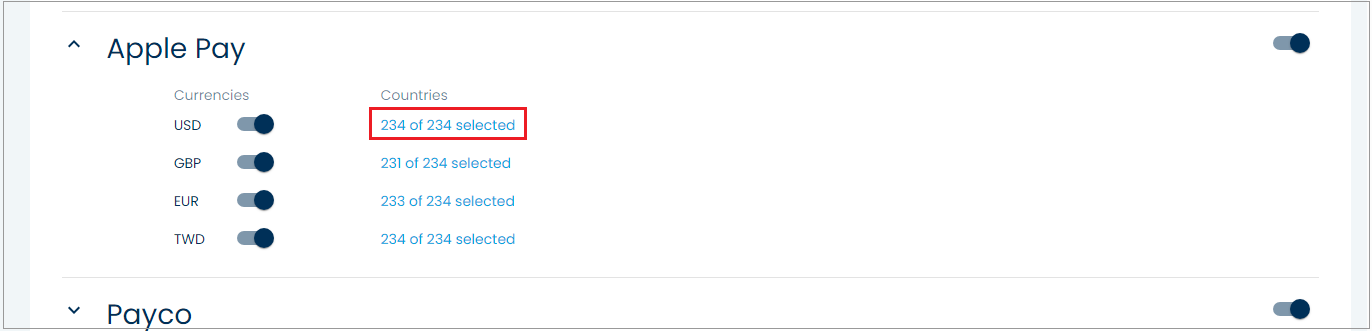 Apple Pay
Currencies Countries
USD 234 of 234 selected
GBP 231 of 234 selected
EUR 233 of 234 selected
TWD 234 of 234 selected
Payco